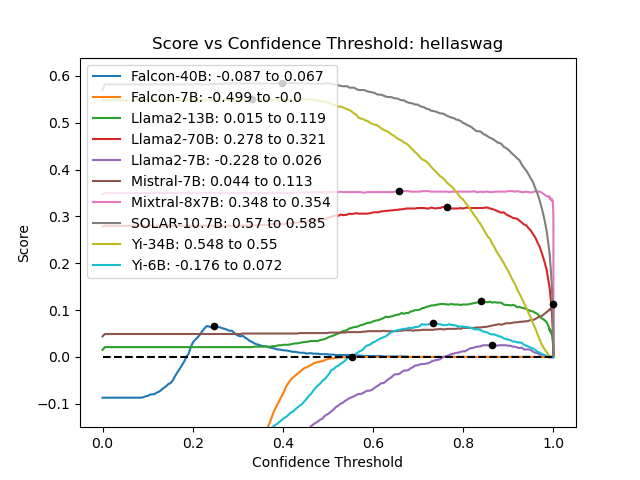 Score vs Confidence Threshold: hellaswag
Score
0.6
0.5
0.4
0.3
0.2
0.1
0.0
−0.1
Falcon-40B: -0.087 to 0.067
Falcon-7B: -0.499 to -0.0
Llama2-13B: 0.015 to 0.119
Llama2-70B: 0.278 to 0.321
Llama2-7B: -0.228 to 0.026
Mistral-7B: 0.044 to 0.113
Mixtral-8x7B: 0.348 to 0.354
SOLAR-10.7B: 0.57 to 0.585
Yi-34B: 0.548 to 0.55
Yi-6B: -0.176 to 0.072
0.0 0.2 0.4 0.6 0.8 1.0
Confidence Threshold